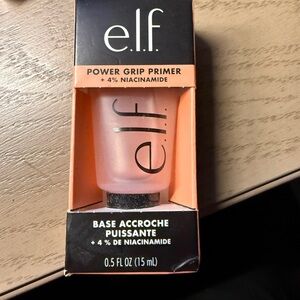 e.l.f.
POWER GRIP PRIMER
+ 4% NIACINAMIDE
e.l.f.
BASE ACCROCHE
PUISSANTE
+ 4 % DE NIACINAMIDE
0.5 FL OZ (15 mL)